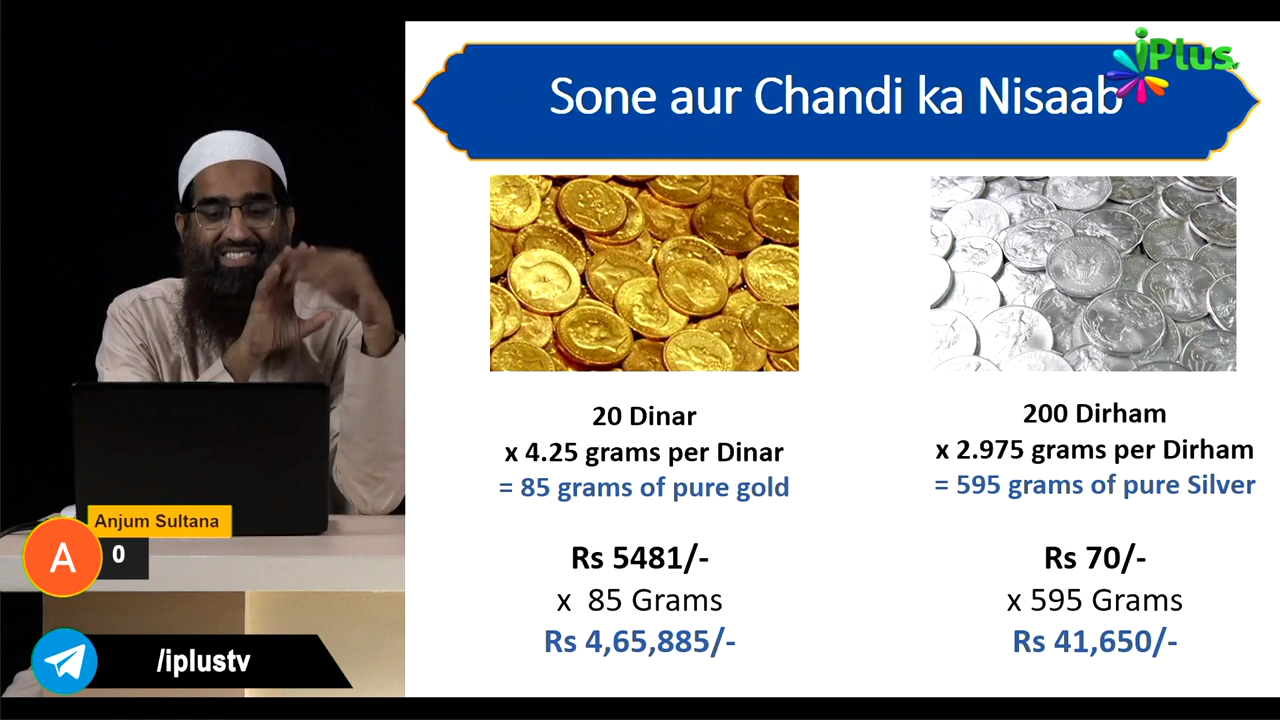 iPlus tv
Sone aur Chandi ka Nisaab
20 Dinar
x 4.25 grams per Dinar
= 85 grams of pure gold
Rs 5481/-
x 85 Grams
Rs 4,65,885/-
200 Dirham
x 2.975 grams per Dirham
= 595 grams of pure Silver
Rs 70/-
x 595 Grams
Rs 41,650/-
Anjum Sultana
A
0
/iplustv